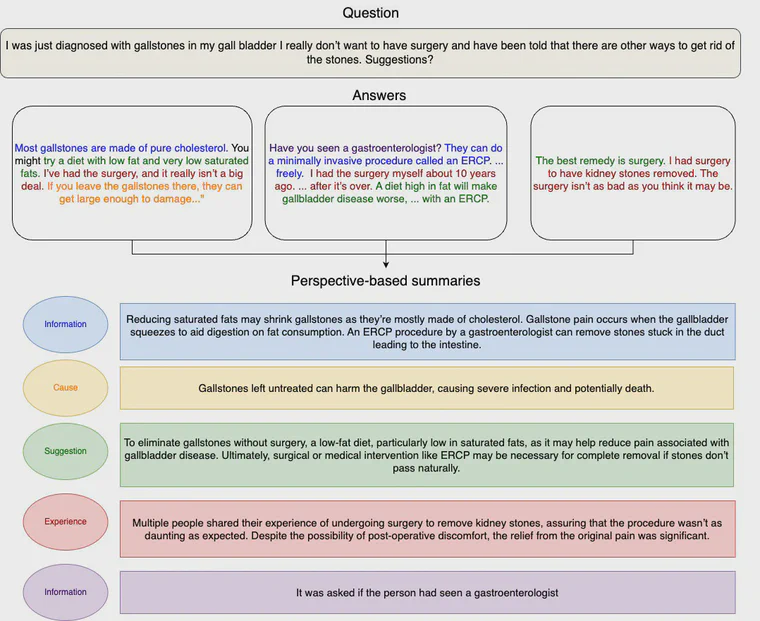 Question
I was just diagnosed with gallstones in my gall bladder I really don't want to have surgery and have been told that there are other ways to get rid of
the stones. Suggestions?
Answers
Most gallstones are made of pure cholesterol. You
might try a diet with low fat and very low saturated
fats. I've had the surgery, and it really isn't a big
deal. If you leave the gallstones there, they can
get large enough to damage..."
Have you seen a gastroenterologist? They can do
a minimally invasive procedure called an ERCP. ...
freely. I had the surgery myself about 10 years
ago. ... after it's over. A diet high in fat will make
gallbladder disease worse, ... with an ERCP.
The best remedy is surgery. I had surgery
to have kidney stones removed. The
surgery isn't as bad as you think it may be.
Perspective-based summaries
Information
Reducing saturated fats may shrink gallstones as they're mostly made of cholesterol. Gallstone pain occurs when the gallbladder
squeezes to aid digestion on fat consumption. An ERCP procedure by a gastroenterologist can remove stones stuck in the duct
leading to the intestine.
Cause
Gallstones left untreated can harm the gallbladder, causing severe infection and potentially death.
Suggestion
To eliminate gallstones without surgery, a low-fat diet, particularly low in saturated fats, as it may help reduce pain associated with
gallbladder disease. Ultimately, surgical or medical intervention like ERCP may be necessary for complete removal if stones don't
pass naturally.
Experience
Multiple people shared their experience of undergoing surgery to remove kidney stones, assuring that the procedure wasn't as
daunting as expected. Despite the possibility of post-operative discomfort, the relief from the original pain was significant.
Information
It was asked if the person had seen a gastroenterologist